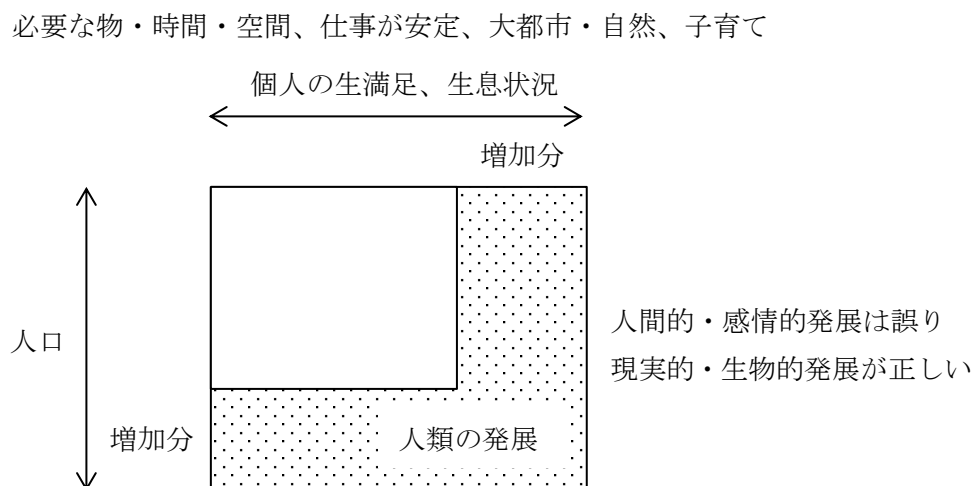 必要な物・時間・空間、仕事が安定、大都市・自然、子育て
個人の生満足、生息状況
増加分
人口
人間的・感情的発展は誤り
現実的・生物的発展が正しい
増加分
人類の発展